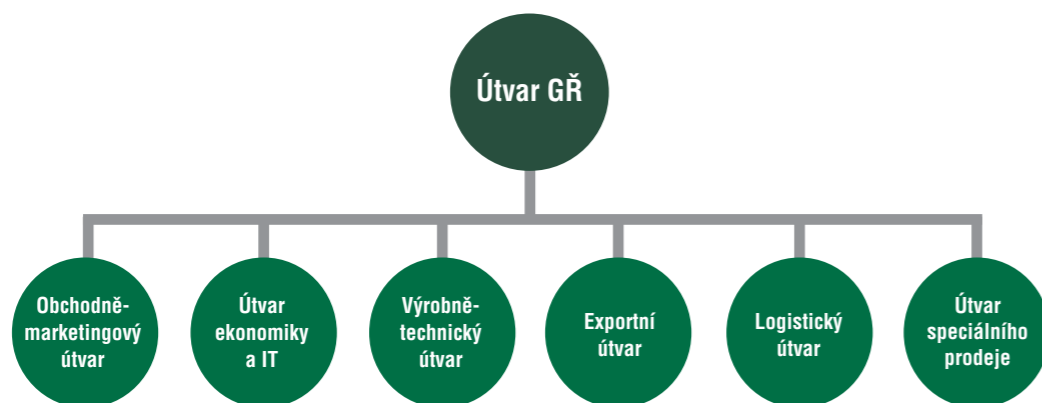 Útvar GŘ
Obchodně-
marketingový
útvar
Útvar
ekonomiky
a IT
Výrobně-
technický
útvar
Exportní
útvar
Logistický
útvar
Útvar
speciálního
prodeje